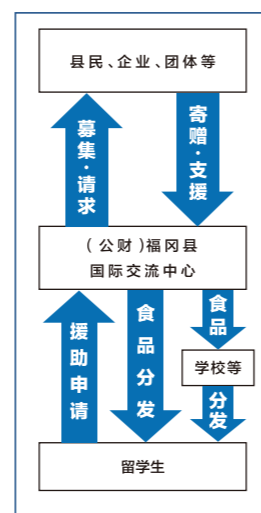 县民、企业、团体等
募集·请求
寄赠·支援
(公财)福冈县
国际交流中心
援助申请
食品分发
食品
学校等
分发
留学生